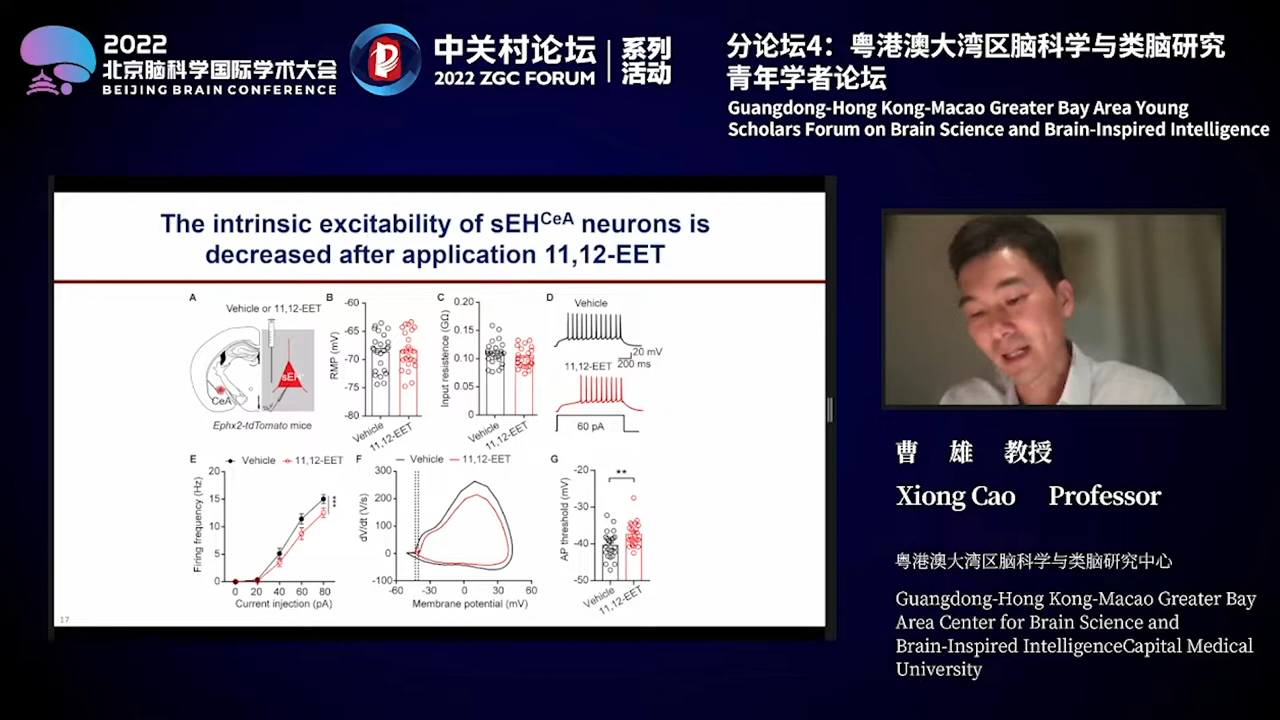 2022
北京脑科学国际学术大会
BEIJING BRAIN CONFERENCE
中关村论坛
2022 ZGC FORUM
系列
活动
分论坛4：粤港澳大湾区脑科学与类脑研究
青年学者论坛
Guangdong-Hong Kong-Macao Greater Bay Area Young
Scholars Forum on Brain Science and Brain-Inspired Intelligence
The intrinsic excitability of sEH^CeA neurons is
decreased after application 11,12-EET
A
Vehicle or 11,12-EET
sEH
CeA
Ephx2-tdTomato mice
B
RMP (mV)
-60
-65
-70
-75
-80
Vehicle
11,12-EET
C
Input resistence (GΩ)
0.20
0.15
0.10
0.05
0
Vehicle
11,12-EET
D
Vehicle
20 mV
200 ms
11,12-EET
60 pA
E
Vehicle 11,12-EET
Firing frequency (Hz)
20
15
10
5
0
***
0 20 40 60 80
Current injection (pA)
F
Vehicle 11,12-EET
dV/dt (V/s)
300
200
100
0
-100
-60 -30 0 30 60
Membrane potential (mV)
G
AP threshold (mV)
-20
-30
-40
-50
**
Vehicle
11,12-EET
17
曹 雄 教授
Xiong Cao Professor
粤港澳大湾区脑科学与类脑研究中心
Guangdong-Hong Kong-Macao Greater Bay
Area Center for Brain Science and
Brain-Inspired IntelligenceCapital Medical
University